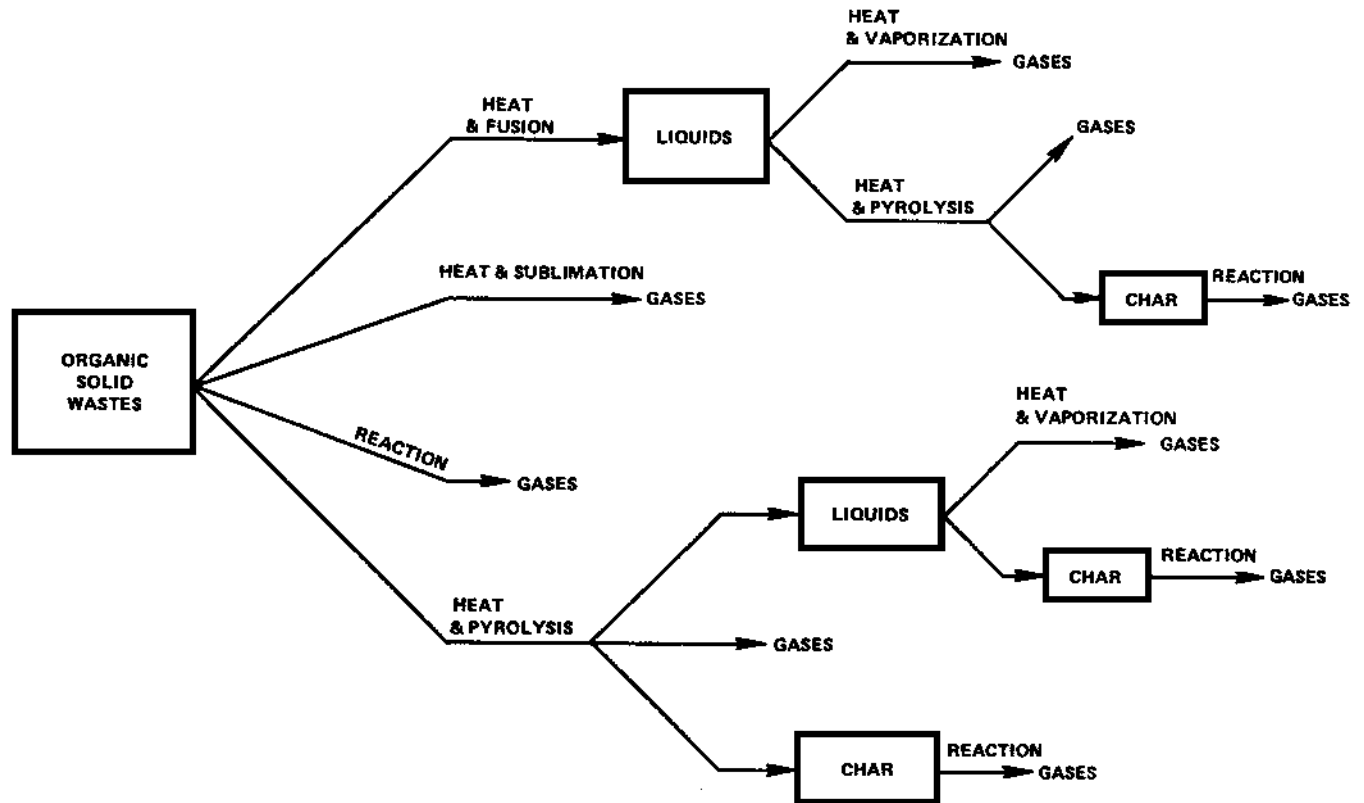 HEAT
& VAPORIZATION
GASES
HEAT
& FUSION
LIQUIDS
GASES
HEAT
& PYROLYSIS
HEAT & SUBLIMATION
GASES
CHAR
REACTION
GASES
ORGANIC
SOLID
WASTES
REACTION
GASES
HEAT
& VAPORIZATION
GASES
LIQUIDS
CHAR
REACTION
GASES
HEAT
& PYROLYSIS
GASES
CHAR
REACTION
GASES